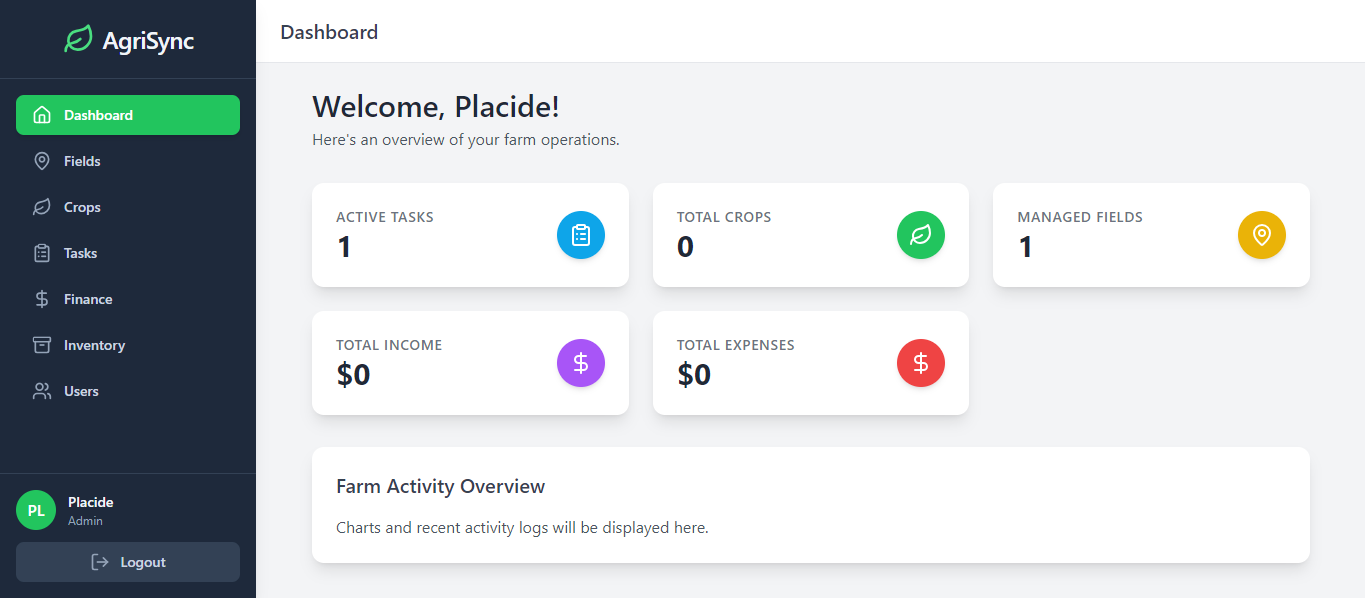 AgriSync
Dashboard
Fields
Crops
Tasks
Finance
Inventory
Users
PL
Placide
Admin
Logout
Dashboard
Welcome, Placide!
Here's an overview of your farm operations.
ACTIVE TASKS
1
TOTAL CROPS
0
MANAGED FIELDS
1
TOTAL INCOME
$0
TOTAL EXPENSES
$0
Farm Activity Overview
Charts and recent activity logs will be displayed here.